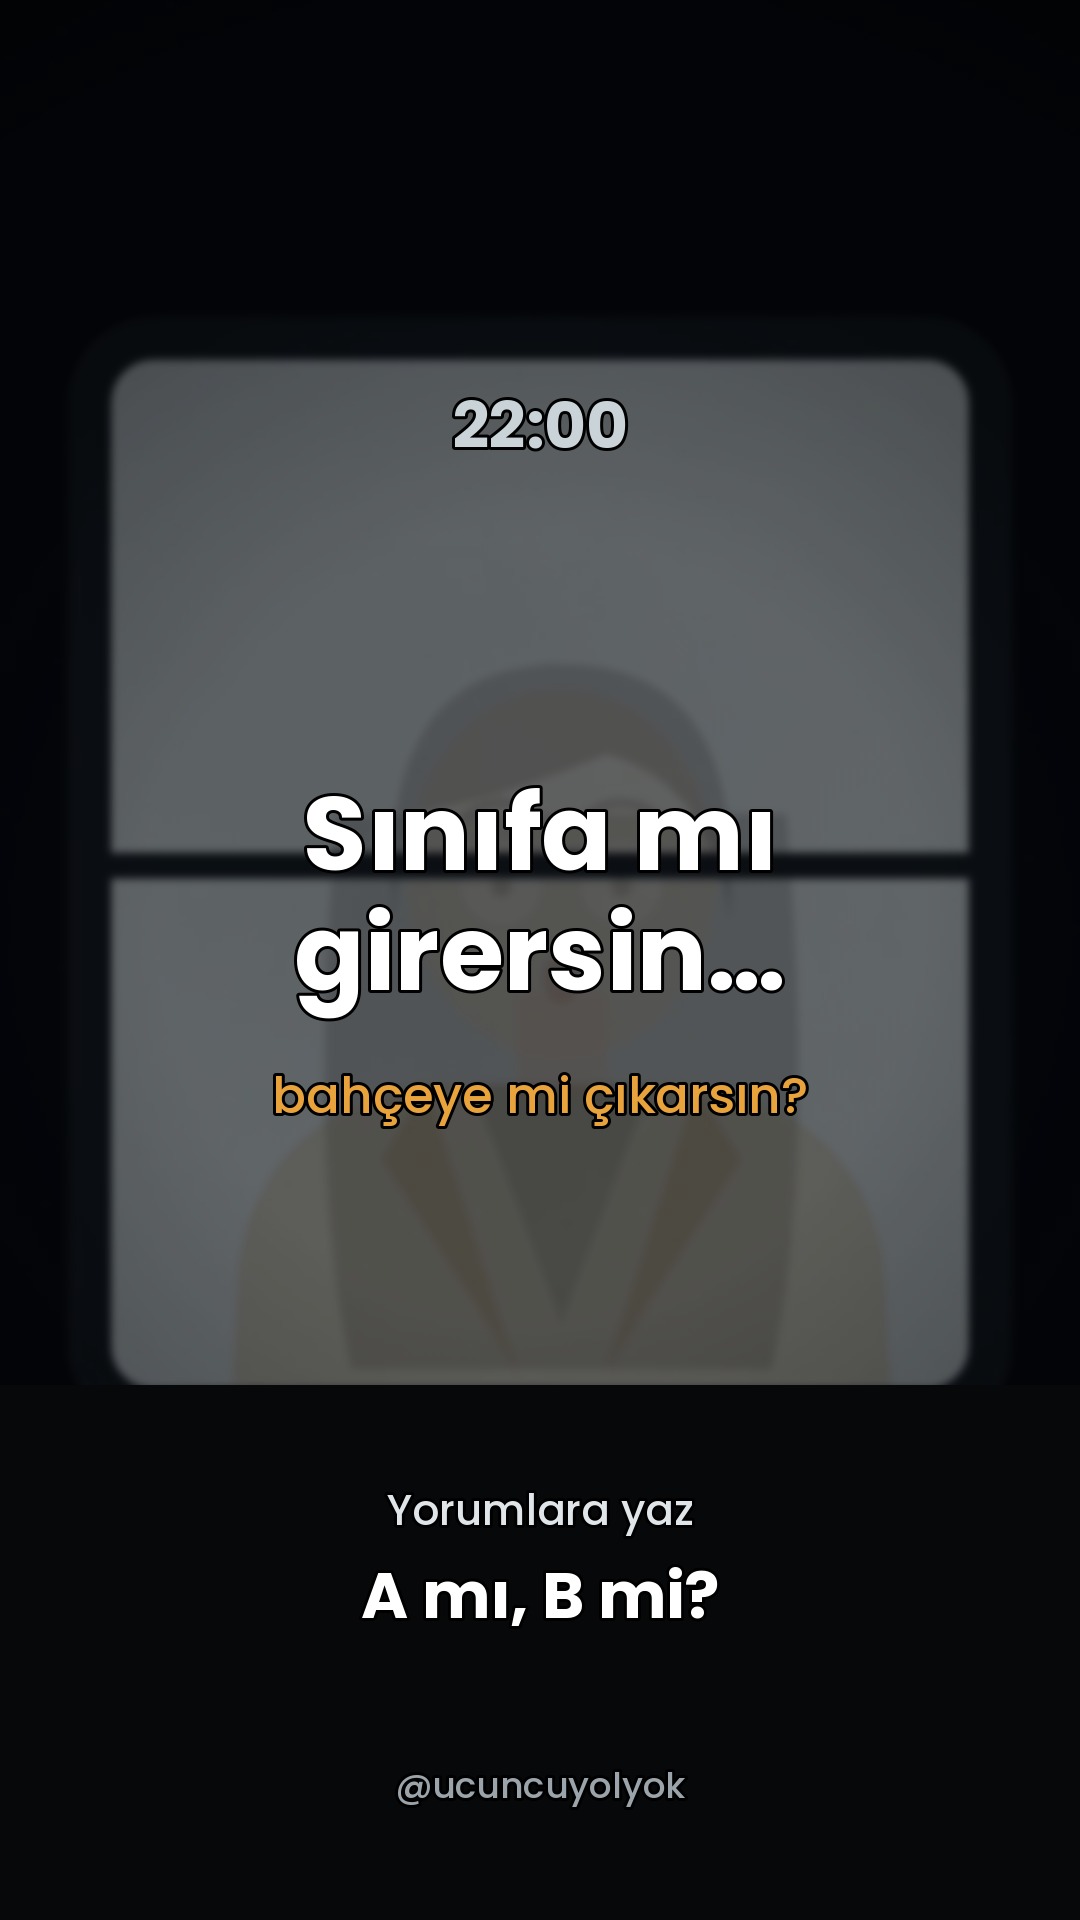 22:00
Sınıfa mı
girersin...
bahçeye mi çıkarsın?
Yorumlara yaz
A mı, B mi?
@ucuncuyolyok